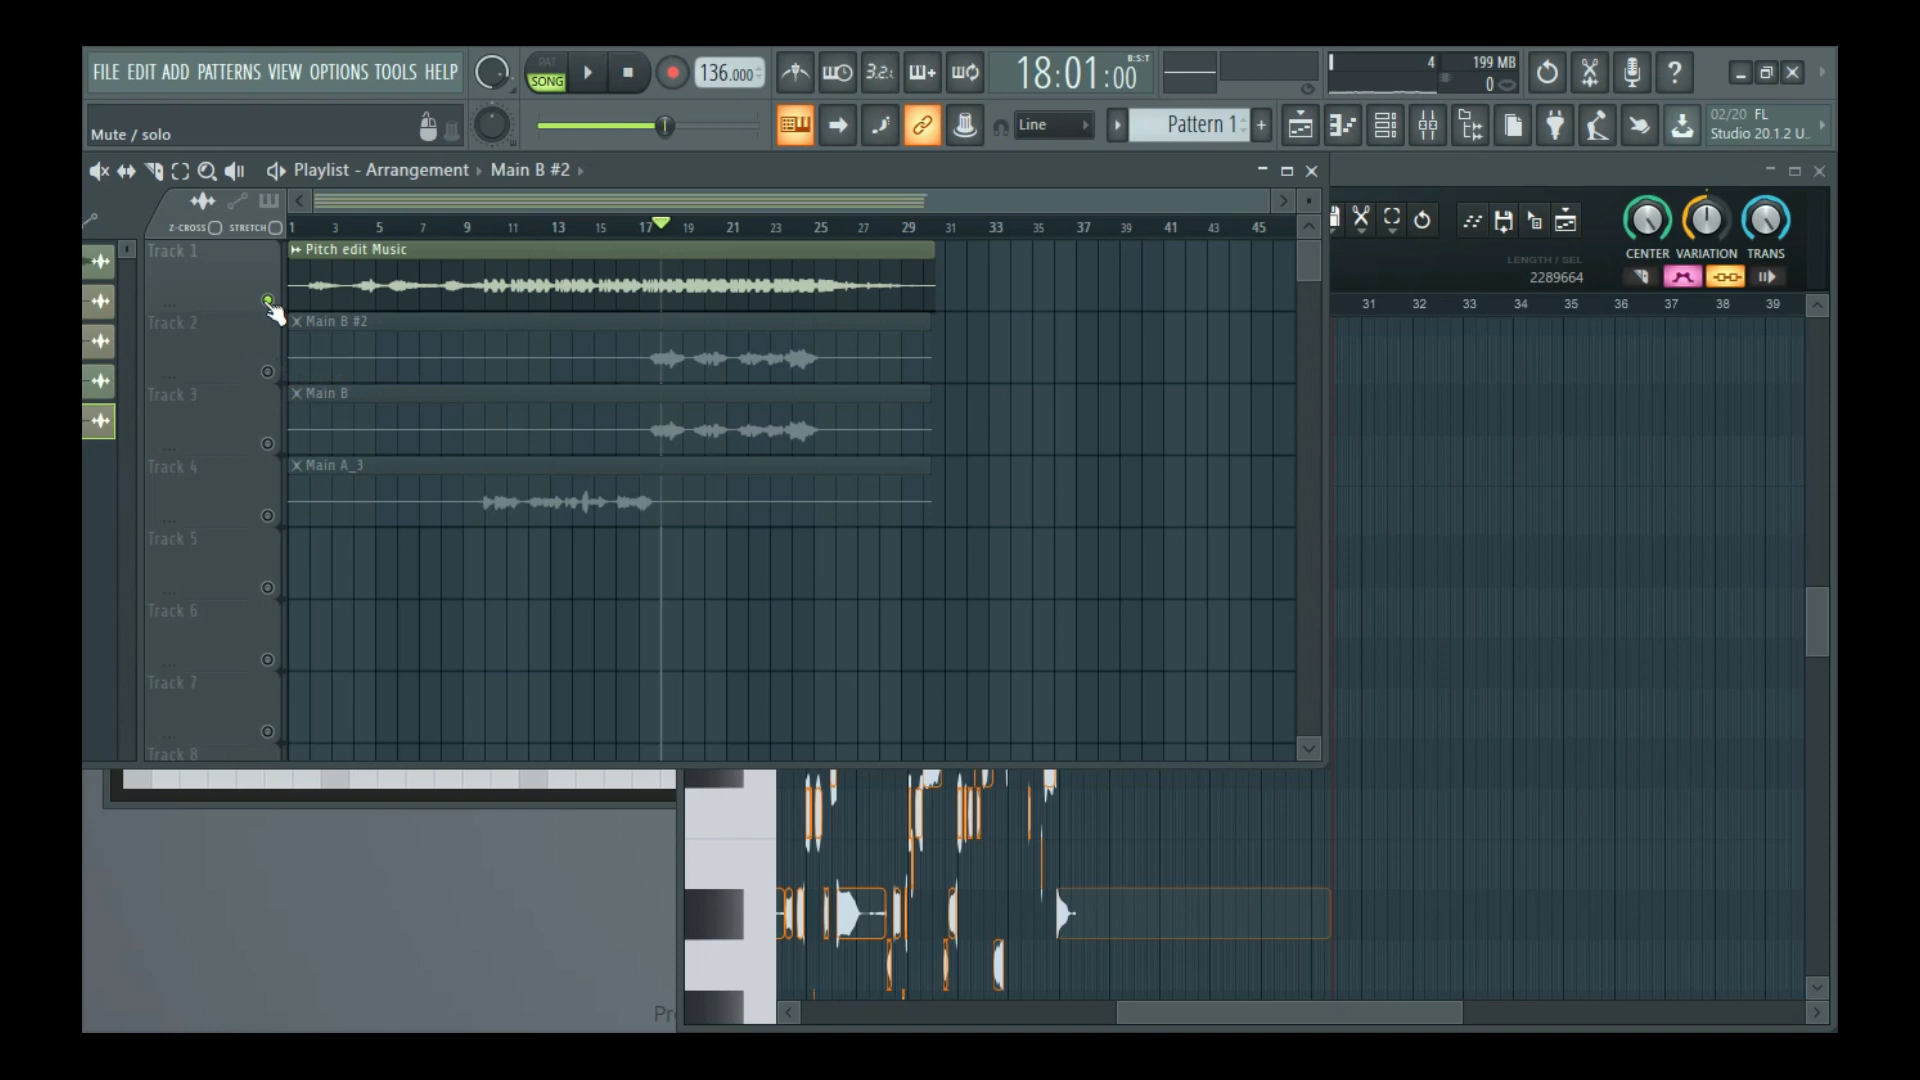 FILE EDIT ADD PATTERNS VIEW OPTIONS TOOLS HELP
PAT
SONG
136.000
3.2.
18:01:00
B:S:T
4
199 MB
0
?
Mute / solo
Line
Pattern 1
+
02/20 FL
Studio 20.1.2 U..
Playlist - Arrangement › Main B #2 ›
Z-CROSS STRETCH
1 3 5 7 9 11 13 15 17 19 21 23 25 27 29 31 33 35 37 39 41 43 45
Track 1
Pitch edit Music
Track 2
Main B #2
Track 3
Main B
Track 4
Main A_3
Track 5
Track 6
Track 7
Track 8
LENGTH / SEL
2289664
CENTER VARIATION TRANS
31 32 33 34 35 36 37 38 39